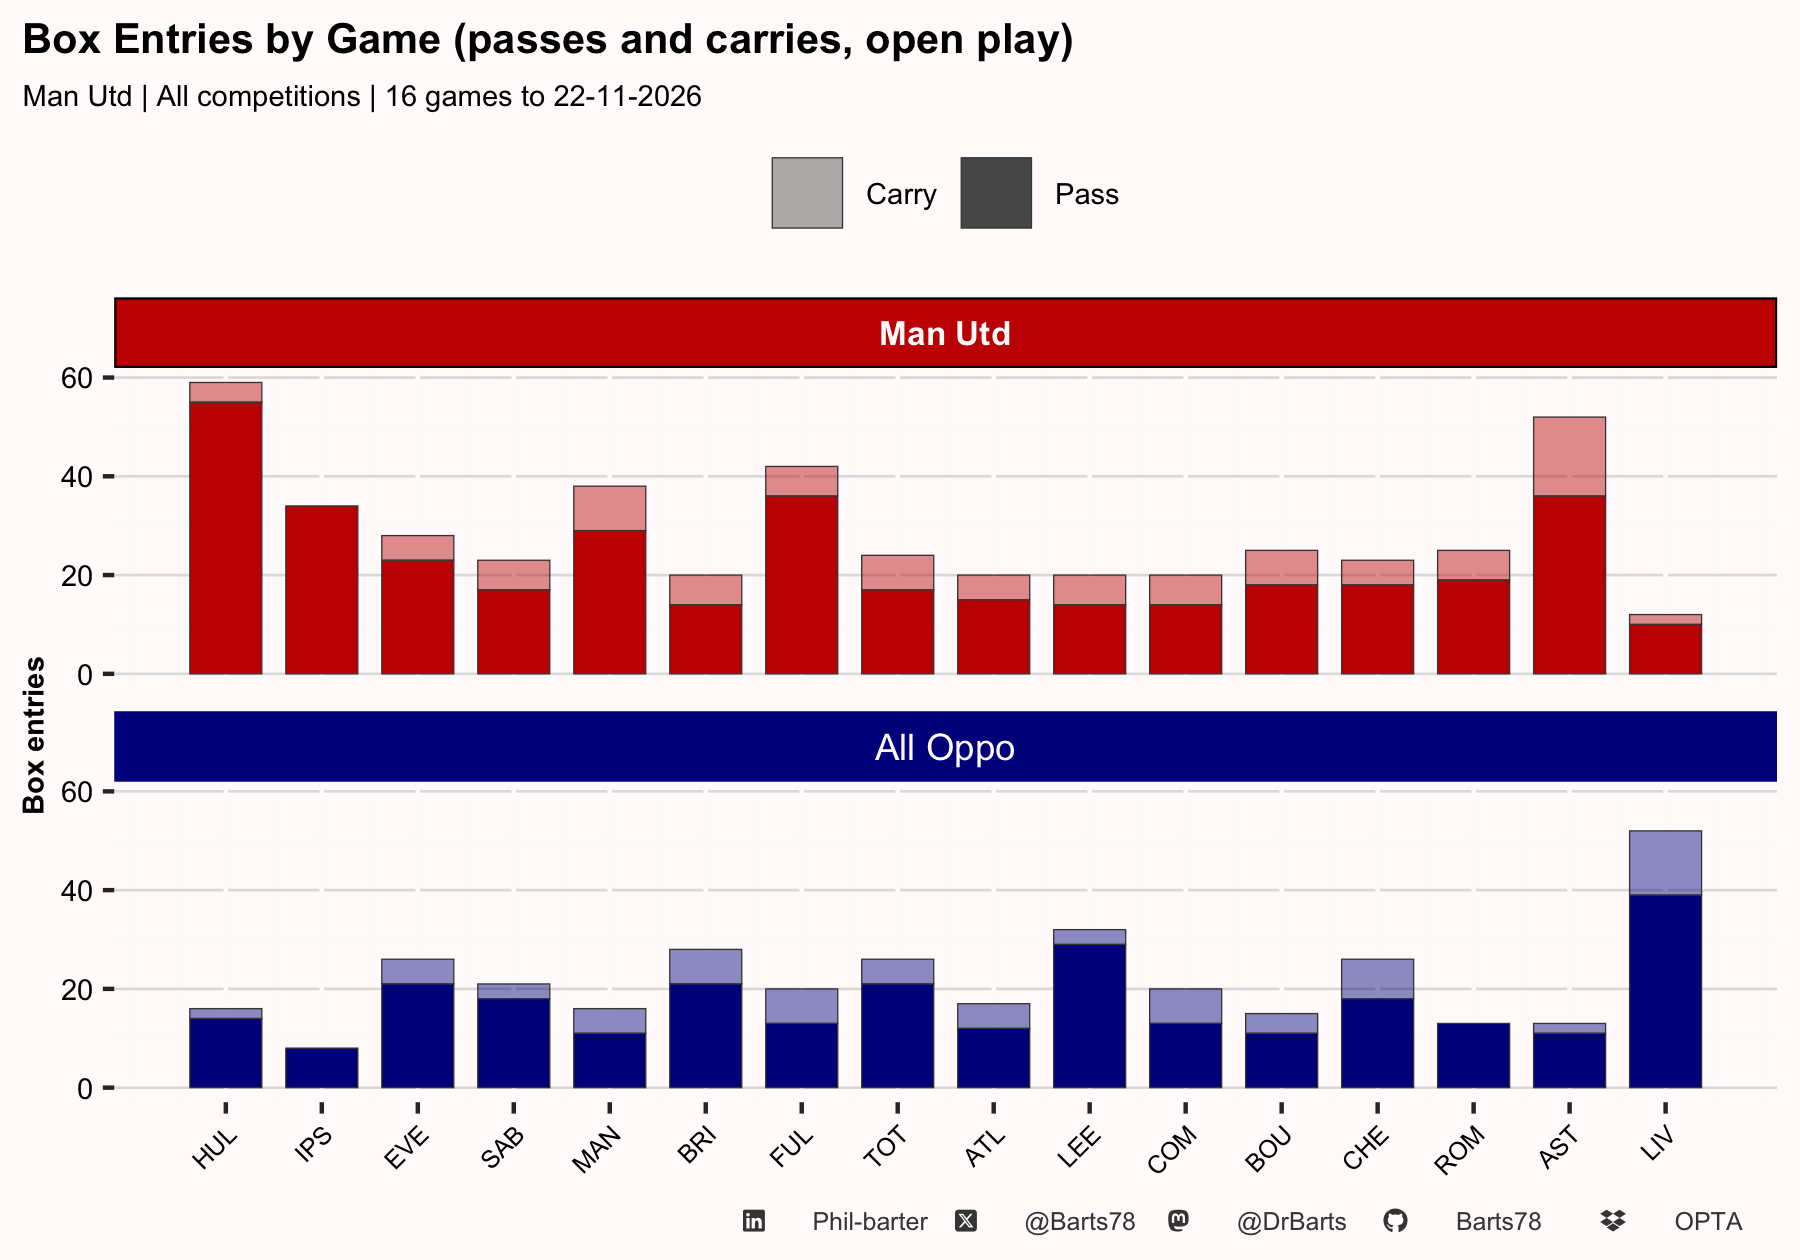 Box Entries by Game (passes and carries, open play)
Man Utd | All competitions | 16 games to 22-11-2026
Carry Pass
Man Utd
60
40
20
0
Box entries
All Oppo
60
40
20
0
HUL IPS EVE SAB MAN BRI FUL TOT ATL LEE COM BOU CHE ROM AST LIV
Phil-barter @Barts78 @DrBarts Barts78 OPTA